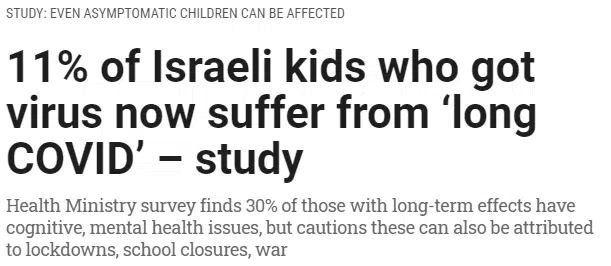 STUDY: EVEN ASYMPTOMATIC CHILDREN CAN BE AFFECTED
11% of Israeli kids who got
virus now suffer from ‘long
COVID’ – study
Health Ministry survey finds 30% of those with long-term effects have
cognitive, mental health issues, but cautions these can also be attributed
to lockdowns, school closures, war